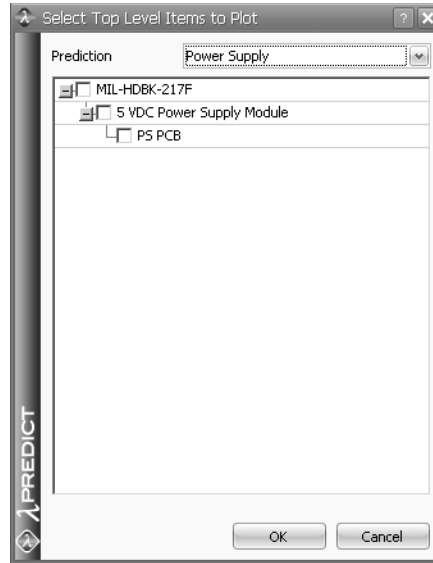 Select Top Level Items to Plot
Prediction Power Supply
MIL-HDBK-217F
5 VDC Power Supply Module
PS PCB
λPREDICT
OK Cancel